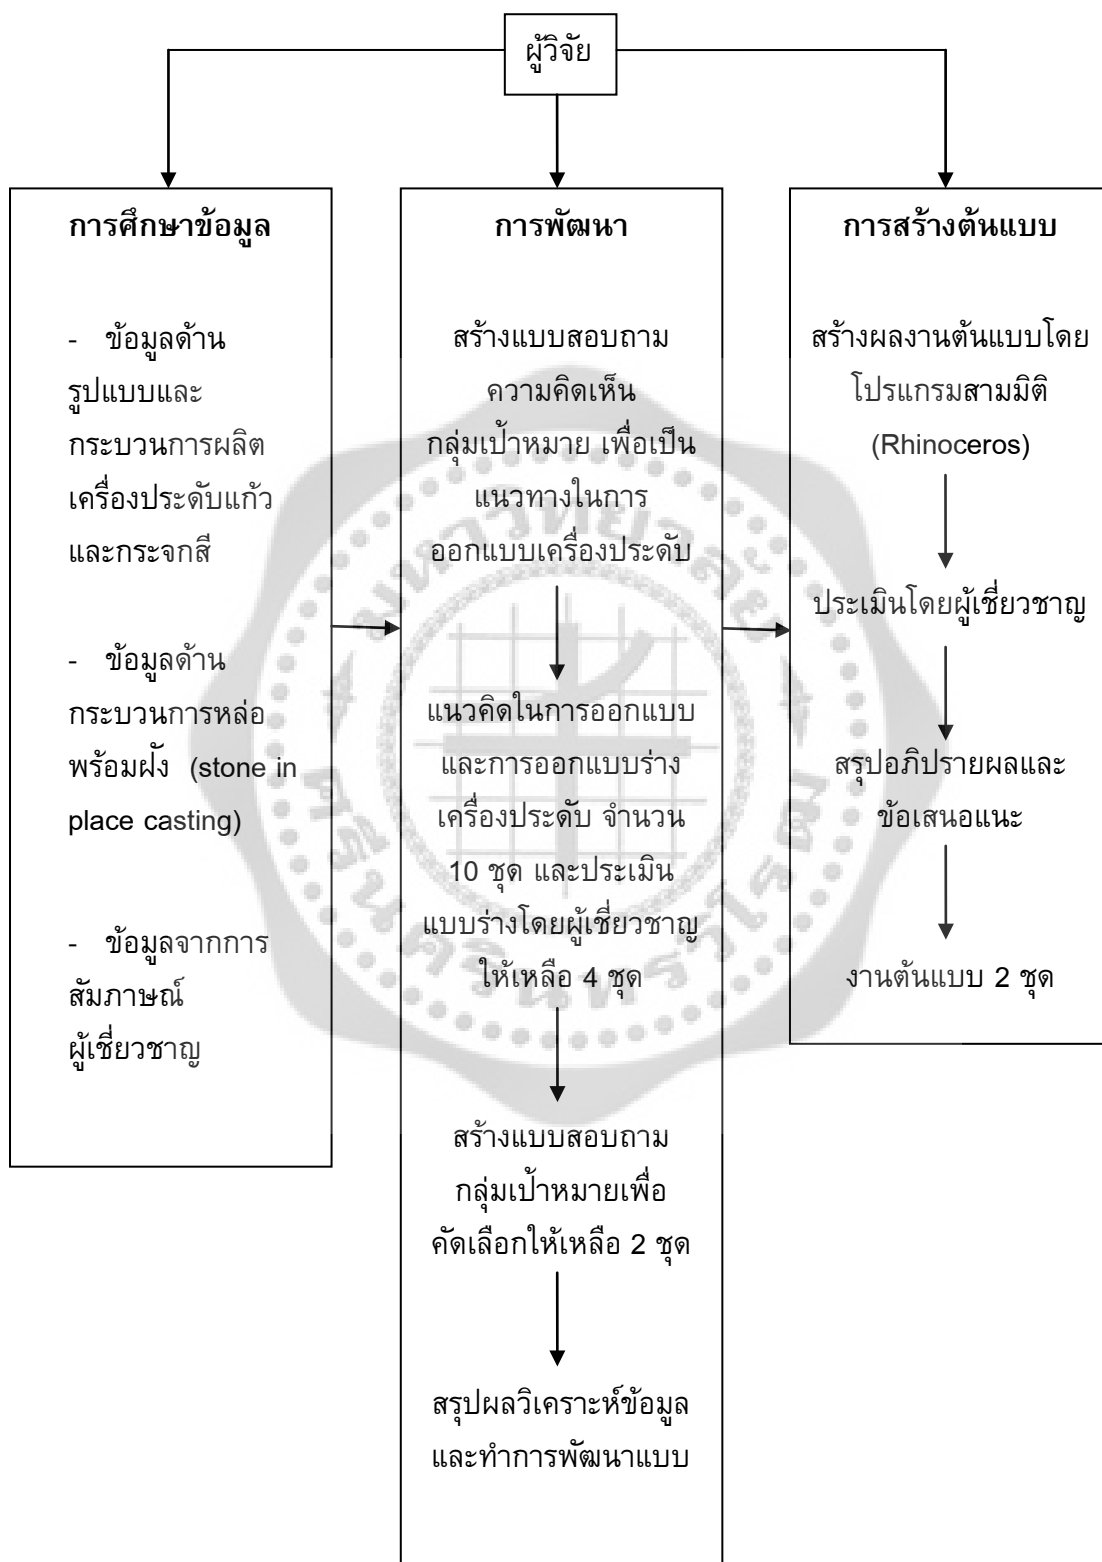 ผู้วิจัย
การศึกษาข้อมูล
- ข้อมูลด้าน
รูปแบบและ
กระบวนการผลิต
เครื่องประดับแก้ว
และกระจกสี
- ข้อมูลด้าน
กระบวนการหล่อ
พร้อมฝัง (stone in
place casting)
- ข้อมูลจากการ
สัมภาษณ์
ผู้เชี่ยวชาญ
การพัฒนา
สร้างแบบสอบถาม
ความคิดเห็น
กลุ่มเป้าหมาย เพื่อเป็น
แนวทางในการ
ออกแบบเครื่องประดับ
แนวคิดในการออกแบบ
และการออกแบบร่าง
เครื่องประดับ จำนวน
10 ชุด และประเมิน
แบบร่างโดยผู้เชี่ยวชาญ
ให้เหลือ 4 ชุด
สร้างแบบสอบถาม
กลุ่มเป้าหมายเพื่อ
คัดเลือกให้เหลือ 2 ชุด
สรุปผลวิเคราะห์ข้อมูล
และทำการพัฒนาแบบ
การสร้างต้นแบบ
สร้างผลงานต้นแบบโดย
โปรแกรมสามมิติ
(Rhinoceros)
ประเมินโดยผู้เชี่ยวชาญ
สรุปอภิปรายผลและ
ข้อเสนอแนะ
งานต้นแบบ 2 ชุด
มหาวิทยาลัย
ศรีนครินทรวิโรฒ